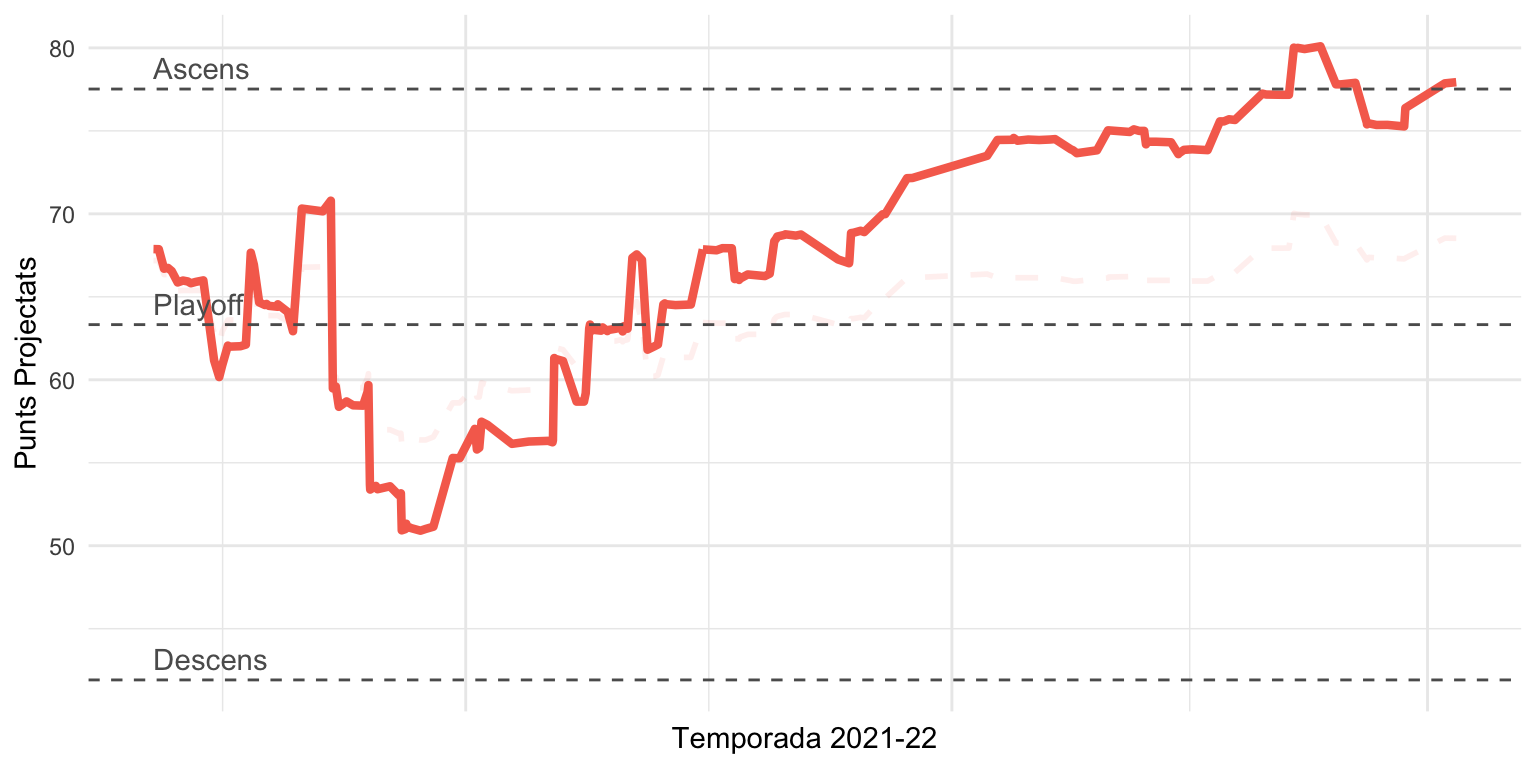 80
Ascens
70
Playoff
60
50
Descens
Punts Projectats
Temporada 2021-22